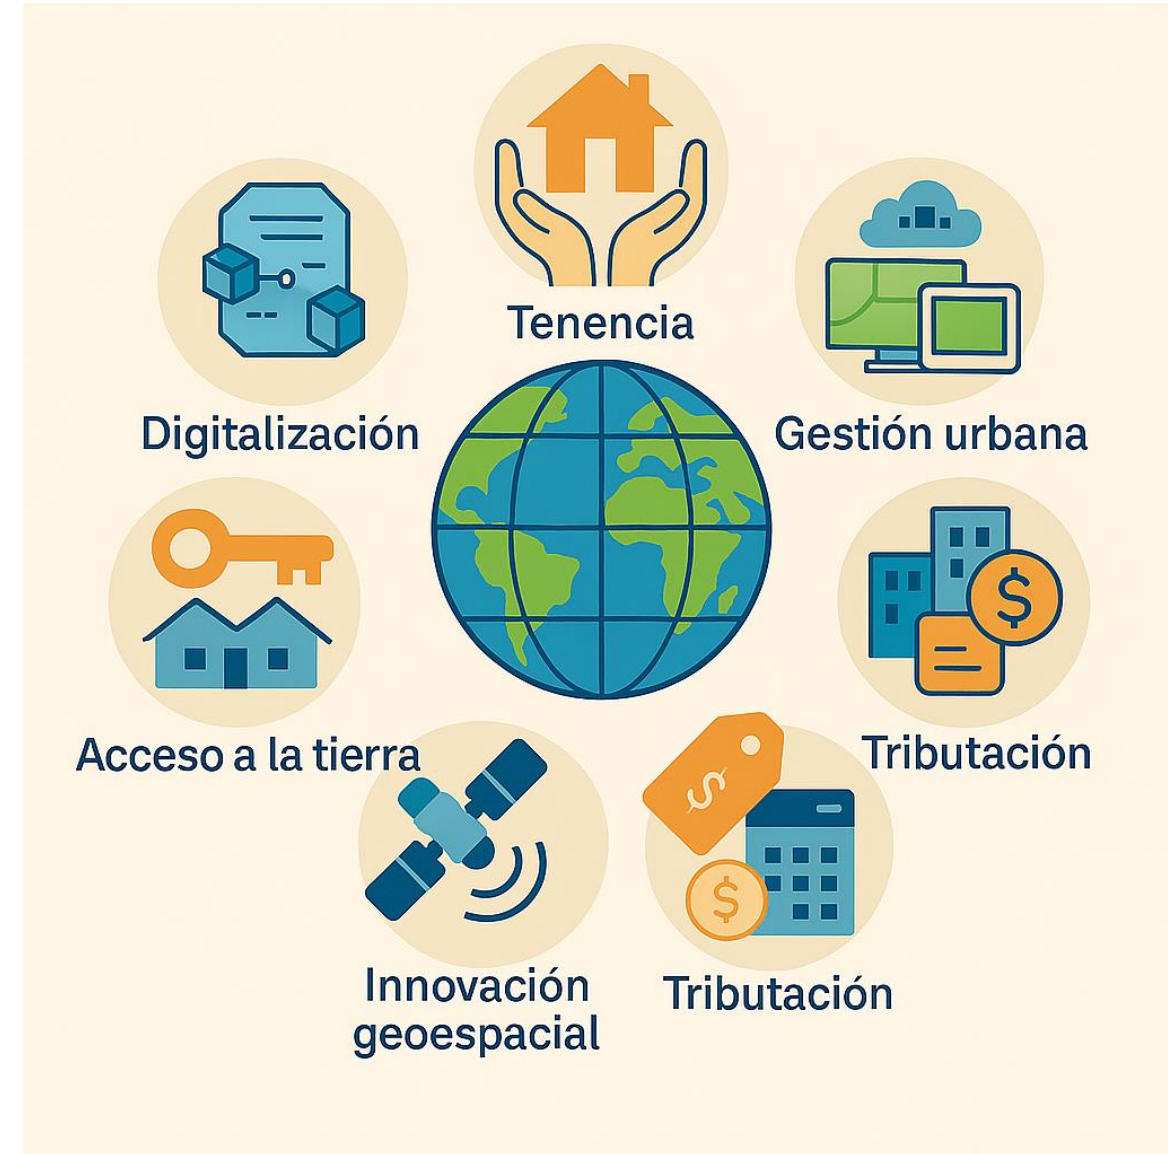 Tenencia
Digitalización
Gestión urbana
Acceso a la tierra
$
Tributación
$
$
Innovación
geoespacial
Tributación